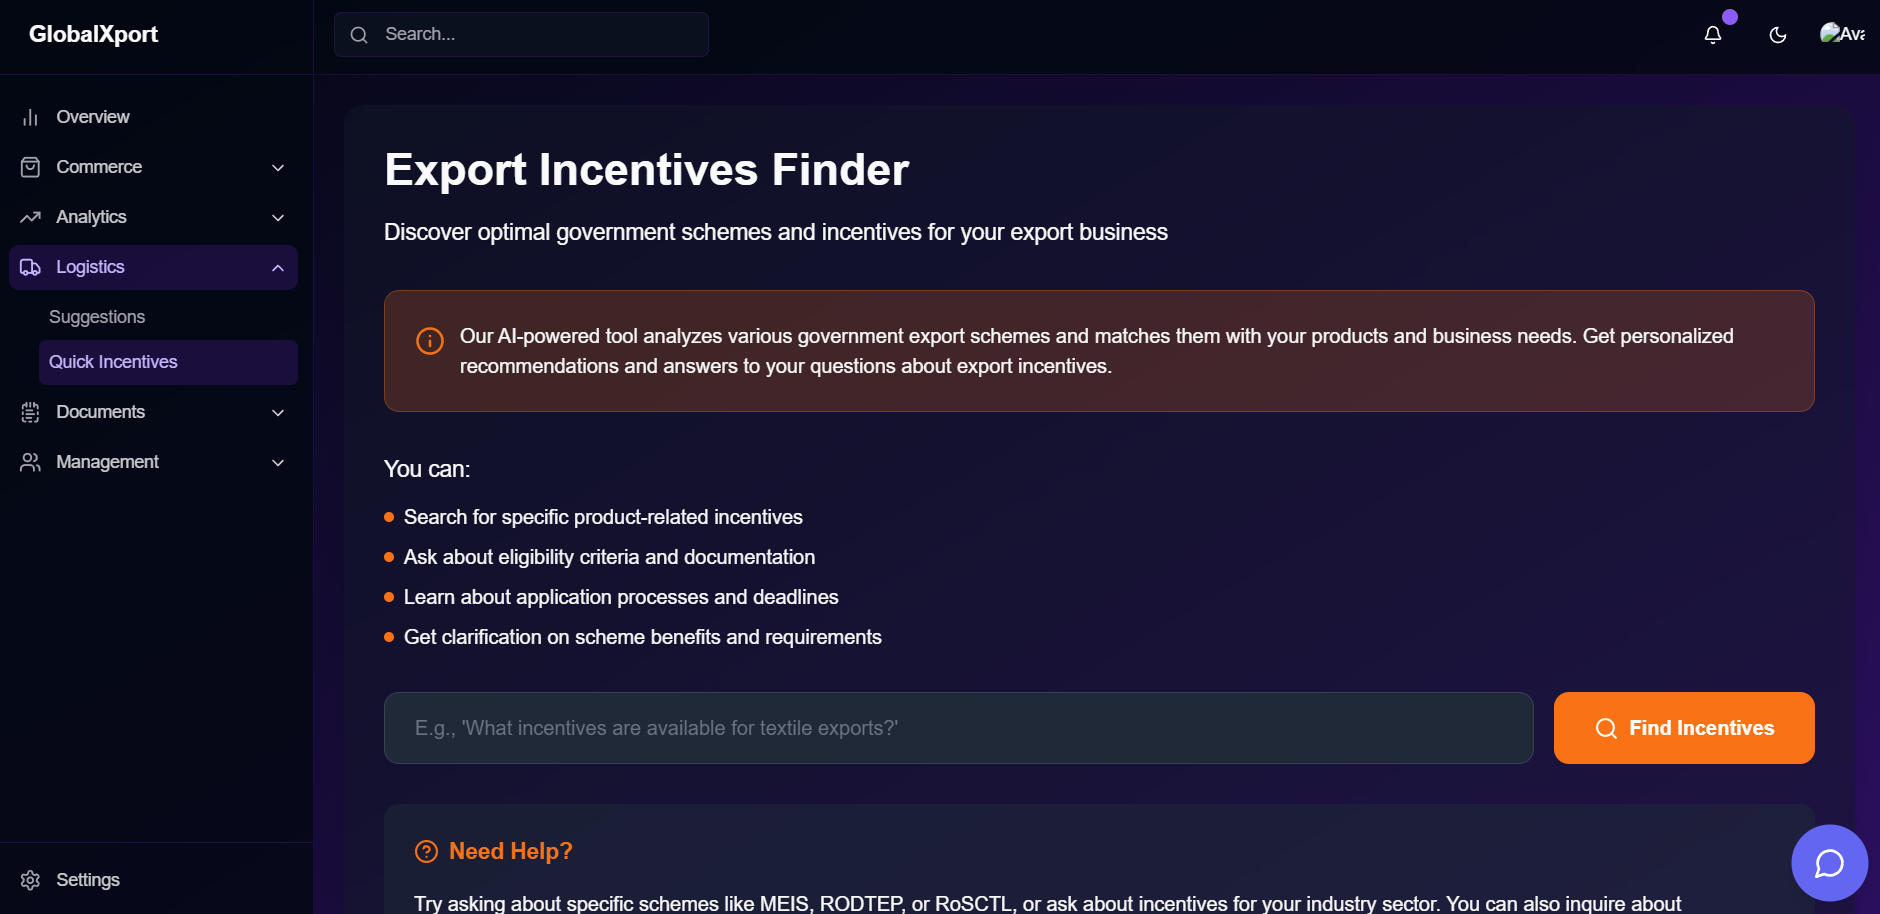 GlobalXport
Search...
Ava
Overview
Commerce
Analytics
Logistics
Suggestions
Quick Incentives
Documents
Management
Settings
Export Incentives Finder
Discover optimal government schemes and incentives for your export business
Our AI-powered tool analyzes various government export schemes and matches them with your products and business needs. Get personalized
recommendations and answers to your questions about export incentives.
You can:
Search for specific product-related incentives
Ask about eligibility criteria and documentation
Learn about application processes and deadlines
Get clarification on scheme benefits and requirements
E.g., 'What incentives are available for textile exports?'
Find Incentives
Need Help?
Try asking about specific schemes like MEIS, RODTEP, or RoSCTL, or ask about incentives for your industry sector. You can also inquire about